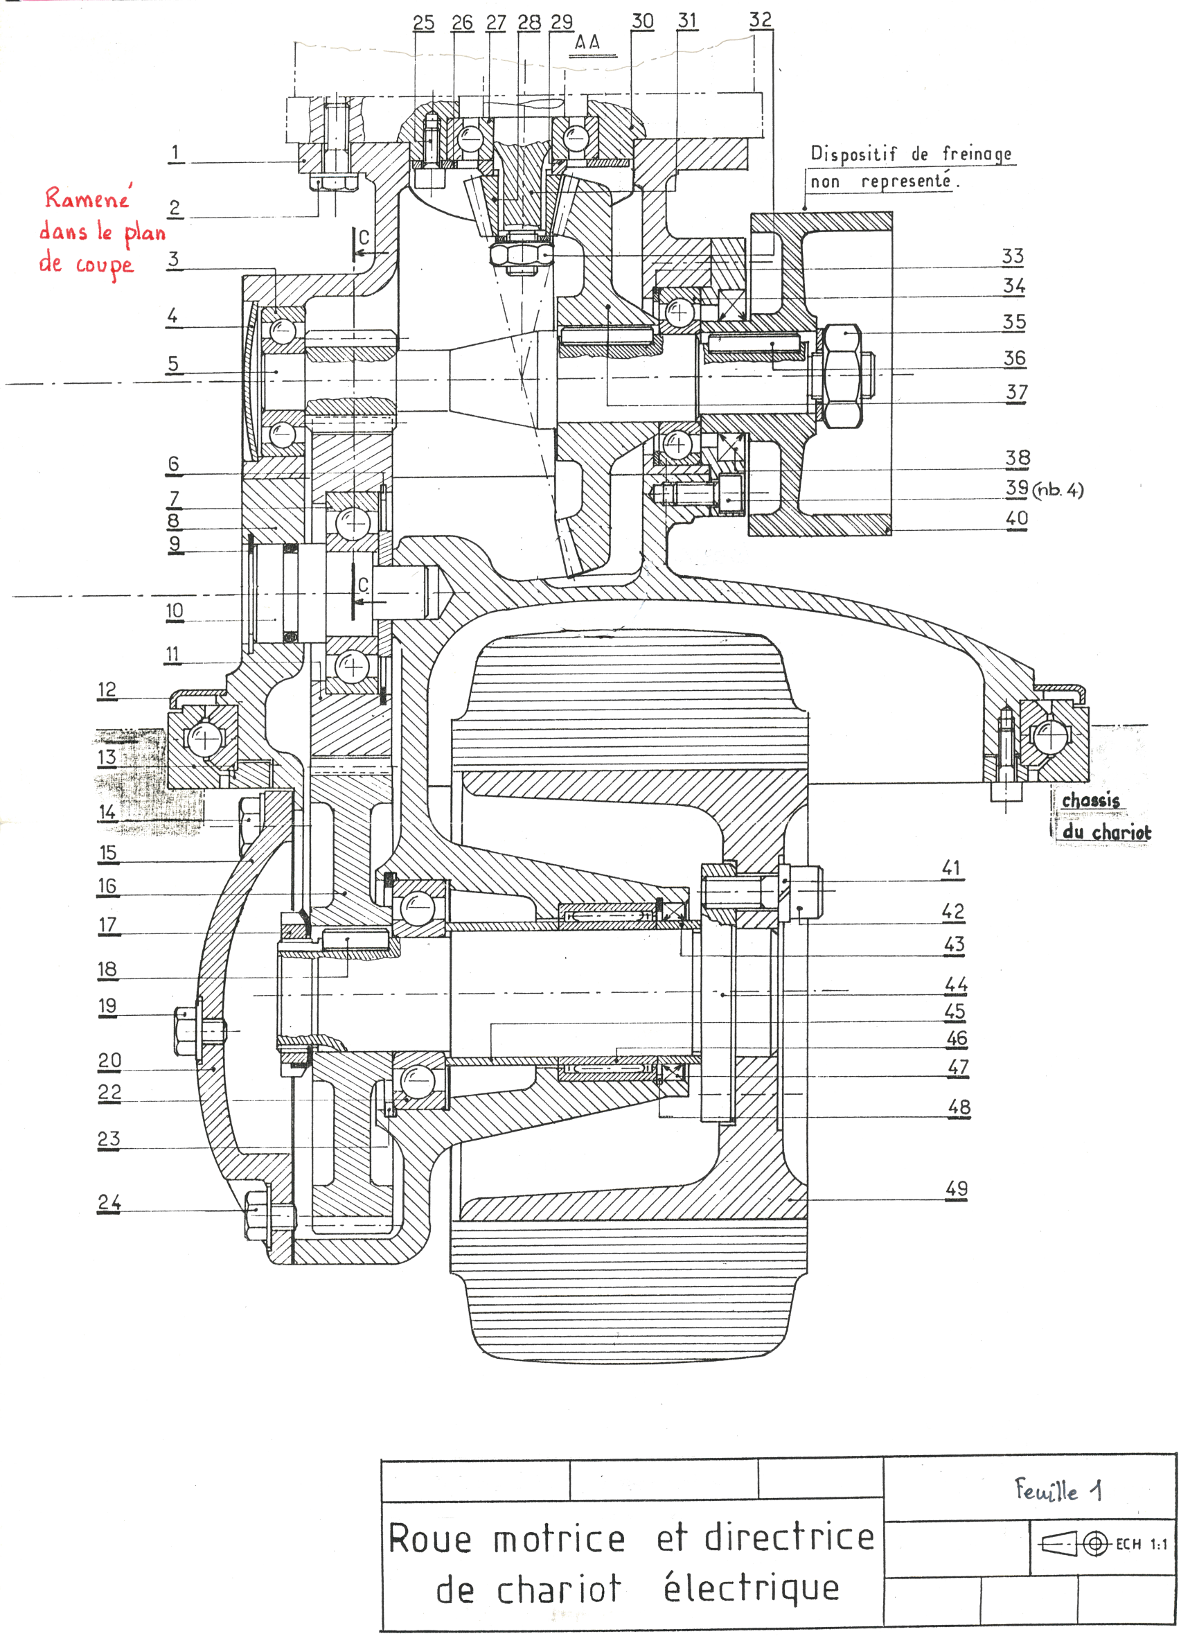 25 26 27 28 29 30 31 32
AA
1
Dispositif de freinage
non representé.
Ramené
dans le plan
de coupe
2
C
3
33
4
34
35
5
36
37
6
38
7
39 (nb. 4)
8
40
9
C
10
11
12
13
chassis
du chariot
14
15
41
16
42
17
43
18
44
19
45
20
46
22
47
23
48
24
49
Feuille 1
Roue motrice et directrice
de chariot électrique
ECH 1:1